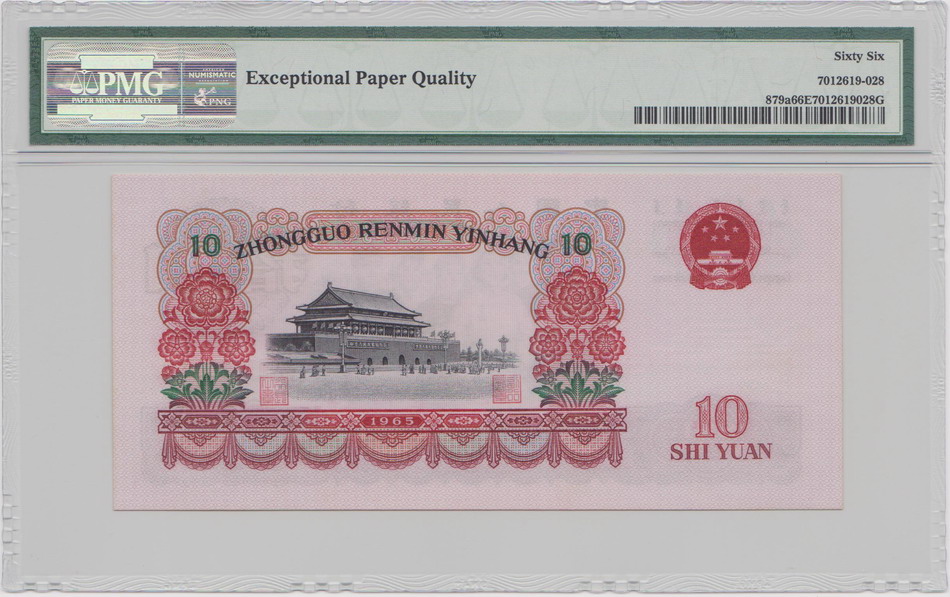 PMG
PAPER MONEY GUARANTY
NUMISMATIC
PNG
Exceptional Paper Quality
Sixty Six
7012619-028
879a66E7012619028G
10 ZHONGGUO RENMIN YINHANG 10
1965
10
SHI YUAN